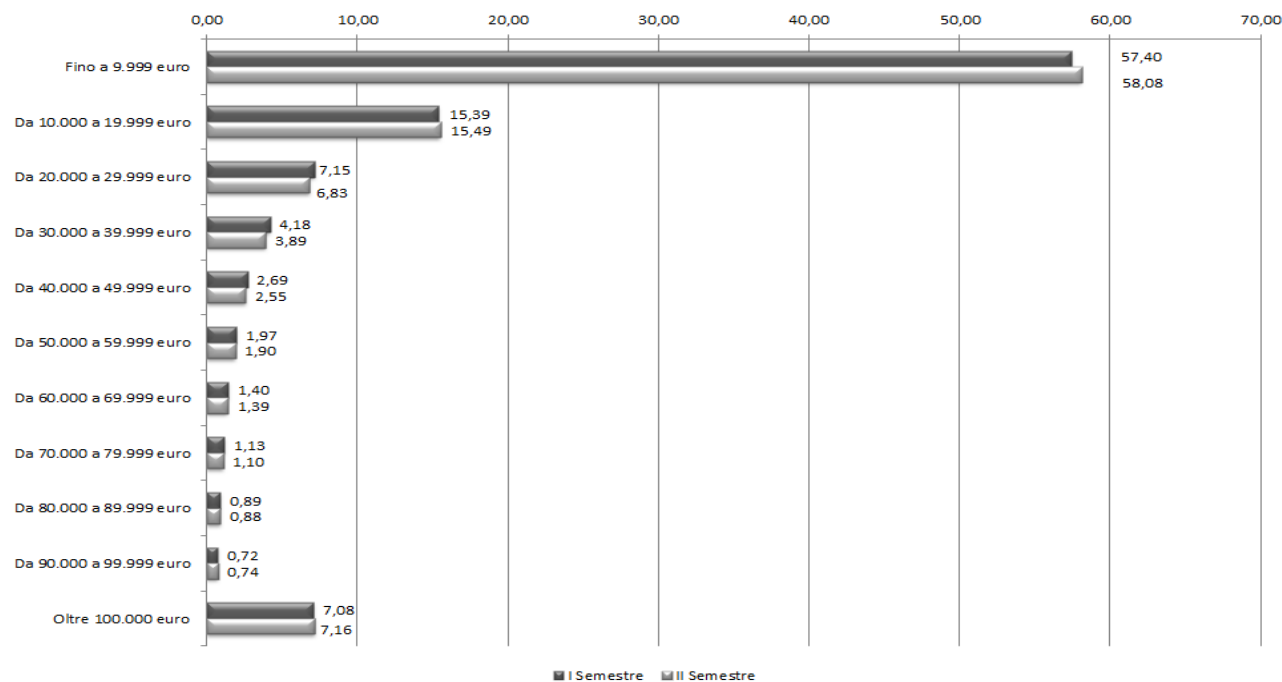 0,00 10,00 20,00 30,00 40,00 50,00 60,00 70,00
Fino a 9.999 euro 57,40
58,08
Da 10.000 a 19.999 euro 15,39
15,49
Da 20.000 a 29.999 euro 7,15
6,83
Da 30.000 a 39.999 euro 4,18
3,89
Da 40.000 a 49.999 euro 2,69
2,55
Da 50.000 a 59.999 euro 1,97
1,90
Da 60.000 a 69.999 euro 1,40
1,39
Da 70.000 a 79.999 euro 1,13
1,10
Da 80.000 a 89.999 euro 0,89
0,88
Da 90.000 a 99.999 euro 0,72
0,74
Oltre 100.000 euro 7,08
7,16
I Semestre II Semestre